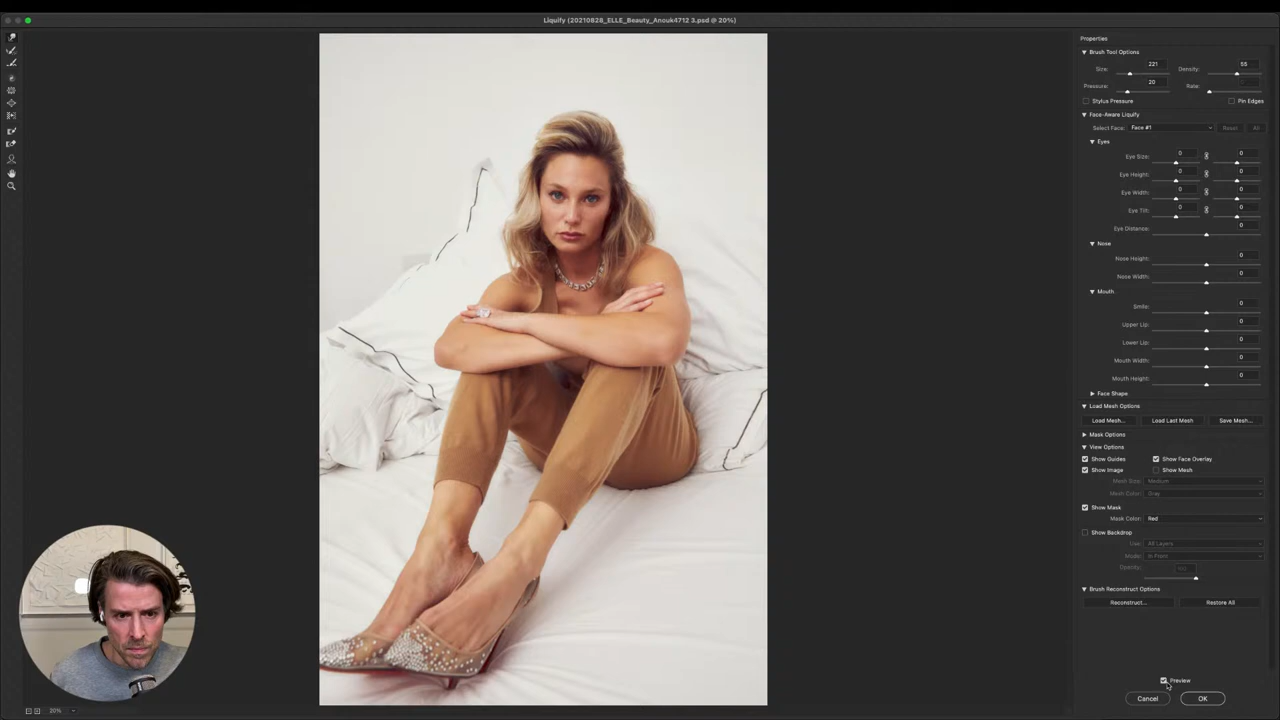 Liquify (20210828_ELLE_Beauty_Anouk4712 3.psd @ 20%)
Properties
Brush Tool Options
Size: 221 Density: 55
Pressure: 20 Rate:
Stylus Pressure Pin Edges
Face-Aware Liquify
Select Face: Face #1 Reset All
Eyes
Eye Size: 0 0
Eye Height: 0 0
Eye Width: 0 0
Eye Tilt: 0 0
Eye Distance: 0
Nose
Nose Height: 0
Nose Width: 0
Mouth
Smile: 0
Upper Lip: 0
Lower Lip: 0
Mouth Width: 0
Mouth Height: 0
Face Shape
Load Mesh Options
Load Mesh... Load Last Mesh Save Mesh...
Mask Options
View Options
Show Guides Show Face Overlay
Show Image Show Mesh
Mesh Size: Medium
Mesh Color: Gray
Show Mask
Mask Color: Red
Show Backdrop
Use: All Layers
Mode: In Front
Opacity: 100
Brush Reconstruct Options
Reconstruct... Restore All
Preview
Cancel OK
20%